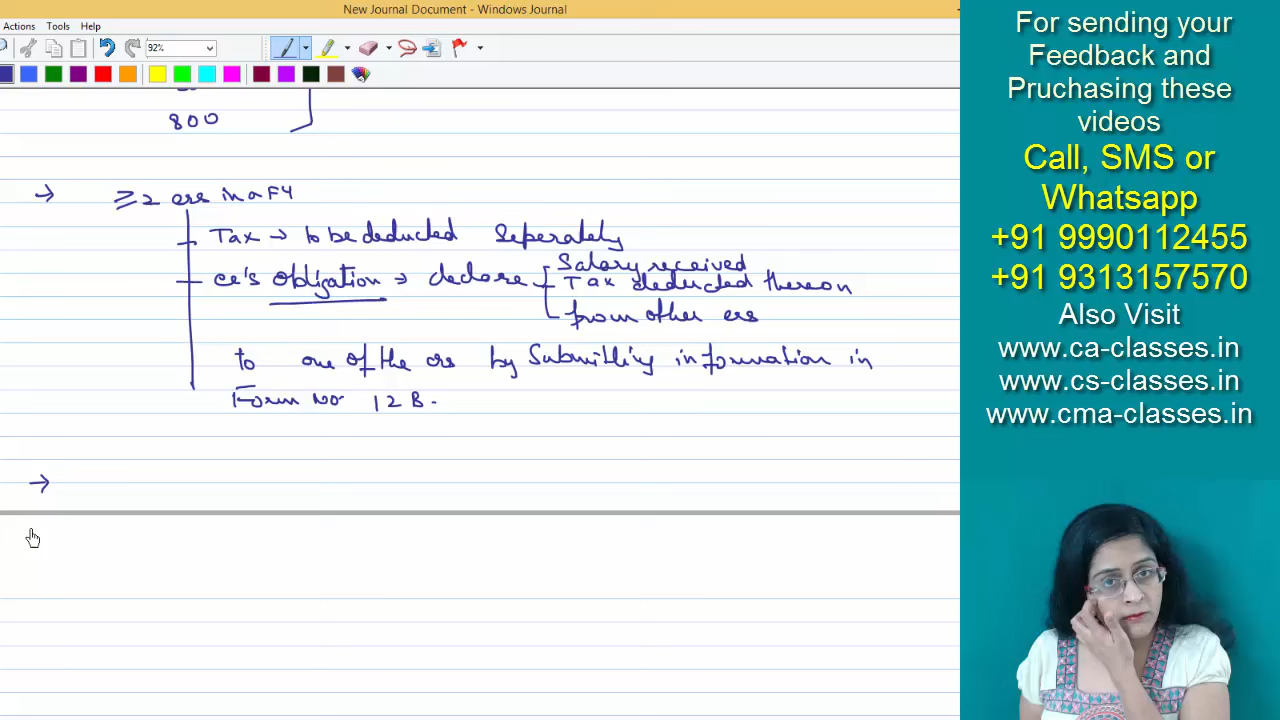 New Journal Document - Windows Journal
Actions Tools Help
92%
800
→ ≥2 ers in a FY
Tax → to be deducted Seperately
ee's obligation → declare
Salary received
Tax deducted thereon
from other ers
to one of the ers by Submitting information in
Form No. 12B.
→
For sending your
Feedback and
Pruchasing these
videos
Call, SMS or
Whatsapp
+91 9990112455
+91 9313157570
Also Visit
www.ca-classes.in
www.cs-classes.in
www.cma-classes.in